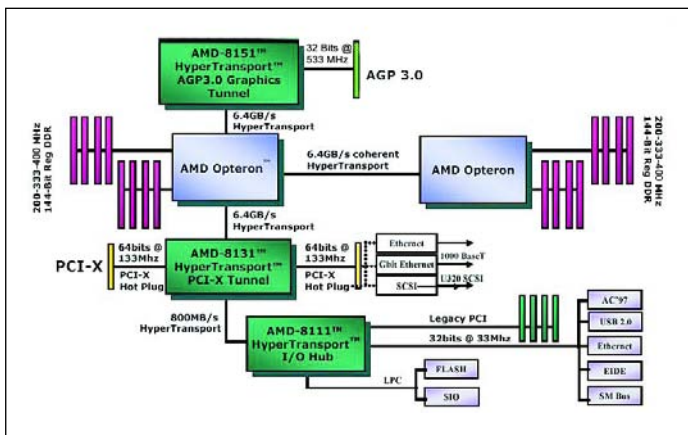 AMD-8151™
HyperTransport™
AGP3.0 Graphics
Tunnel
32 Bits @
533 MHz
AGP 3.0
6.4GB/s
HyperTransport
200-333-400 MHz
144-Bit Reg DDR
AMD Opteron™
6.4GB/s coherent
HyperTransport
AMD Opteron
200-333-400 MHz
144-Bit Reg DDR
6.4GB/s
HyperTransport
PCI-X
64bits @
133Mhz
PCI-X
Hot Plug
AMD-8131™
HyperTransport™
PCI-X Tunnel
64bits @
133Mhz
PCI-X
Hot Plug
Ethernet
Gbit Ethernet
SCSI
1000 BaseT
U320 SCSI
800MB/s
HyperTransport
AMD-8111™
HyperTransport™
I/O Hub
Legacy PCI
32bits @ 33Mhz
AC'97
USB 2.0
Ethernet
EIDE
SM Bus
LPC
FLASH
SIO